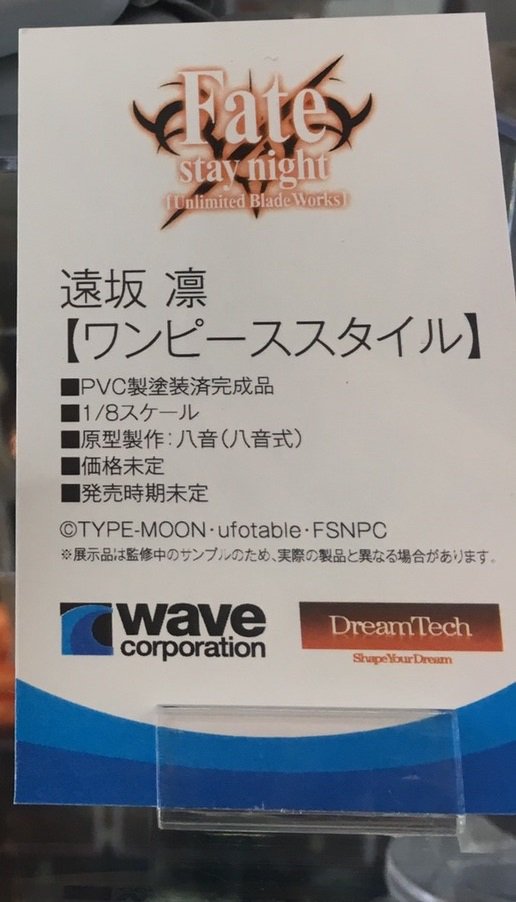 Fate
stay night
[Unlimited Blade Works]
遠坂 凛
【ワンピーススタイル】
■PVC製塗装済完成品
■1/8スケール
■原型製作:八音(八音式)
■価格未定
■発売時期未定
©TYPE-MOON・ufotable・FSNPC
※展示品は監修中のサンプルのため、実際の製品と異なる場合があります。
wave
corporation
DreamTech
Shape Your Dream